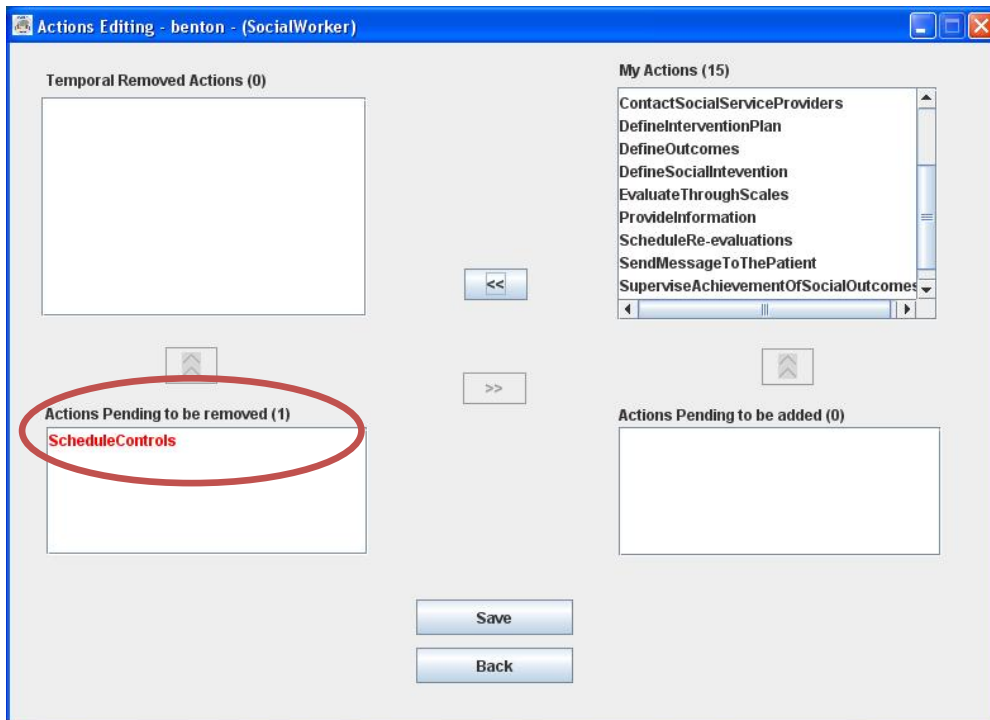 Actions Editing - benton - (SocialWorker)
Temporal Removed Actions (0)
My Actions (15)
ContactSocialServiceProviders
DefineInterventionPlan
DefineOutcomes
DefineSocialIntevention
EvaluateThroughScales
ProvideInformation
ScheduleRe-evaluations
SendMessageToThePatient
SuperviseAchievementOfSocialOutcomes
<<
>>
Actions Pending to be removed (1)
ScheduleControls
Actions Pending to be added (0)
Save
Back